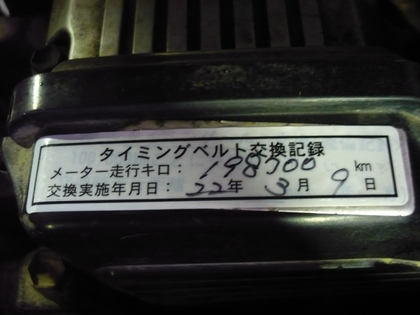 タイミングベルト交換記録
メーター走行キロ: 198700 km
交換実施年月日: 22年 3月 9日